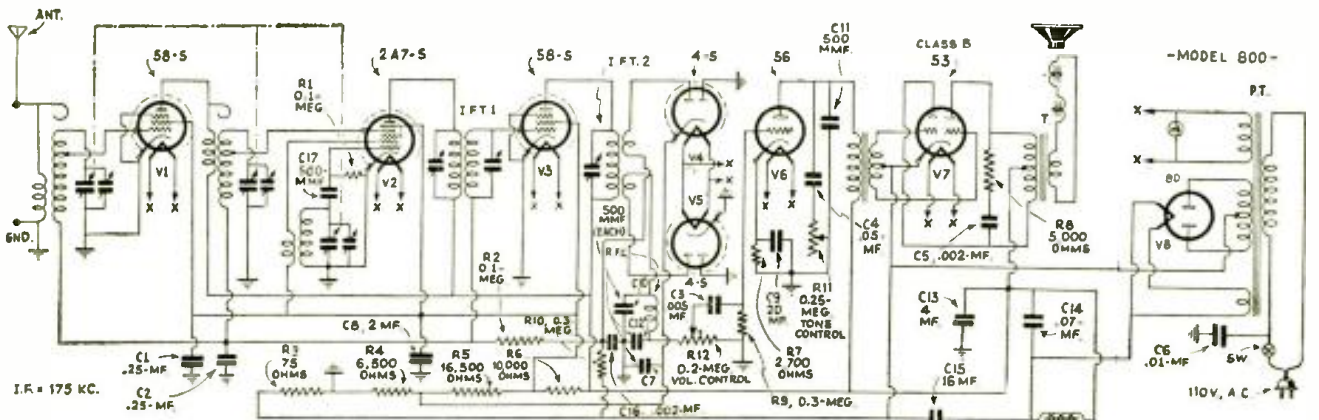 ANT.
58-S
2A7-S
58-S
I.F.T.2
4-S
56
C11
500
MMF.
CLASS B
53
-MODEL 800-
P.T.
R1
0.1-
MEG
I.F.T.1
T
X
X
C17
500-
MMF
V1
V2
V3
V4
V5
V6
V7
80
V8
X X
X X
X X
X
X
X X
X X
GND.
500
MMF
(EACH)
R.F.C.
C4
.05-
MF
R8
5,000
OHMS
C5, .002-MF.
R2
0.1-
MEG
R10, 0.3
MEG
C10
C12
C3
.005
MF
C9
20
MF.
R11
0.25-
MEG
TONE
CONTROL
C13
4
MF.
C14
.07-
MF.
C8, 2 MF.
C7
R12
0.2-MEG
VOL. CONTROL
R7
2,700
OHMS
C6
.01-MF
SW
C1
.25-MF
C2
.25-MF
R3
75
OHMS
R4
6,500
OHMS
R5
16,500
OHMS
R6
10,000
OHMS
C15
16 MF
R9, 0.3-MEG
C16, .002-MF
I.F. = 175 KC.
110V., A.C.